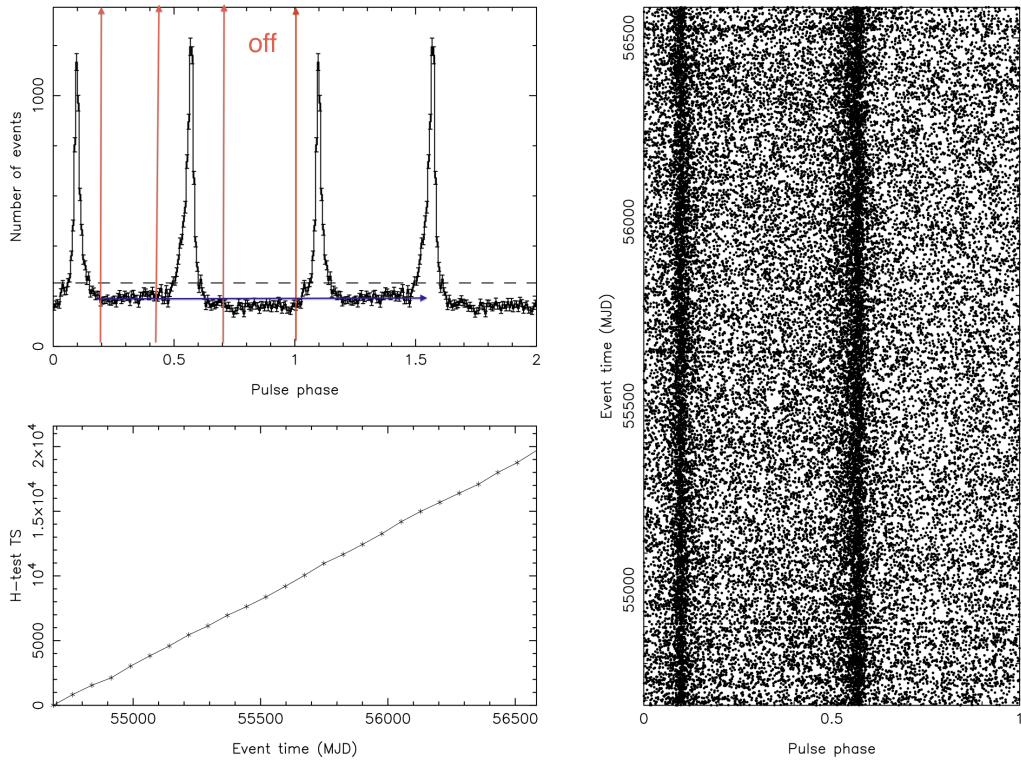 off
1000
0
Number of events
0 0.5 1 1.5 2
Pulse phase
2×10⁴
1.5×10⁴
10⁴
5000
0
H−test TS
55000 55500 56000 56500
Event time (MJD)
56500
56000
55500
55000
Event time (MJD)
0 0.5 1
Pulse phase